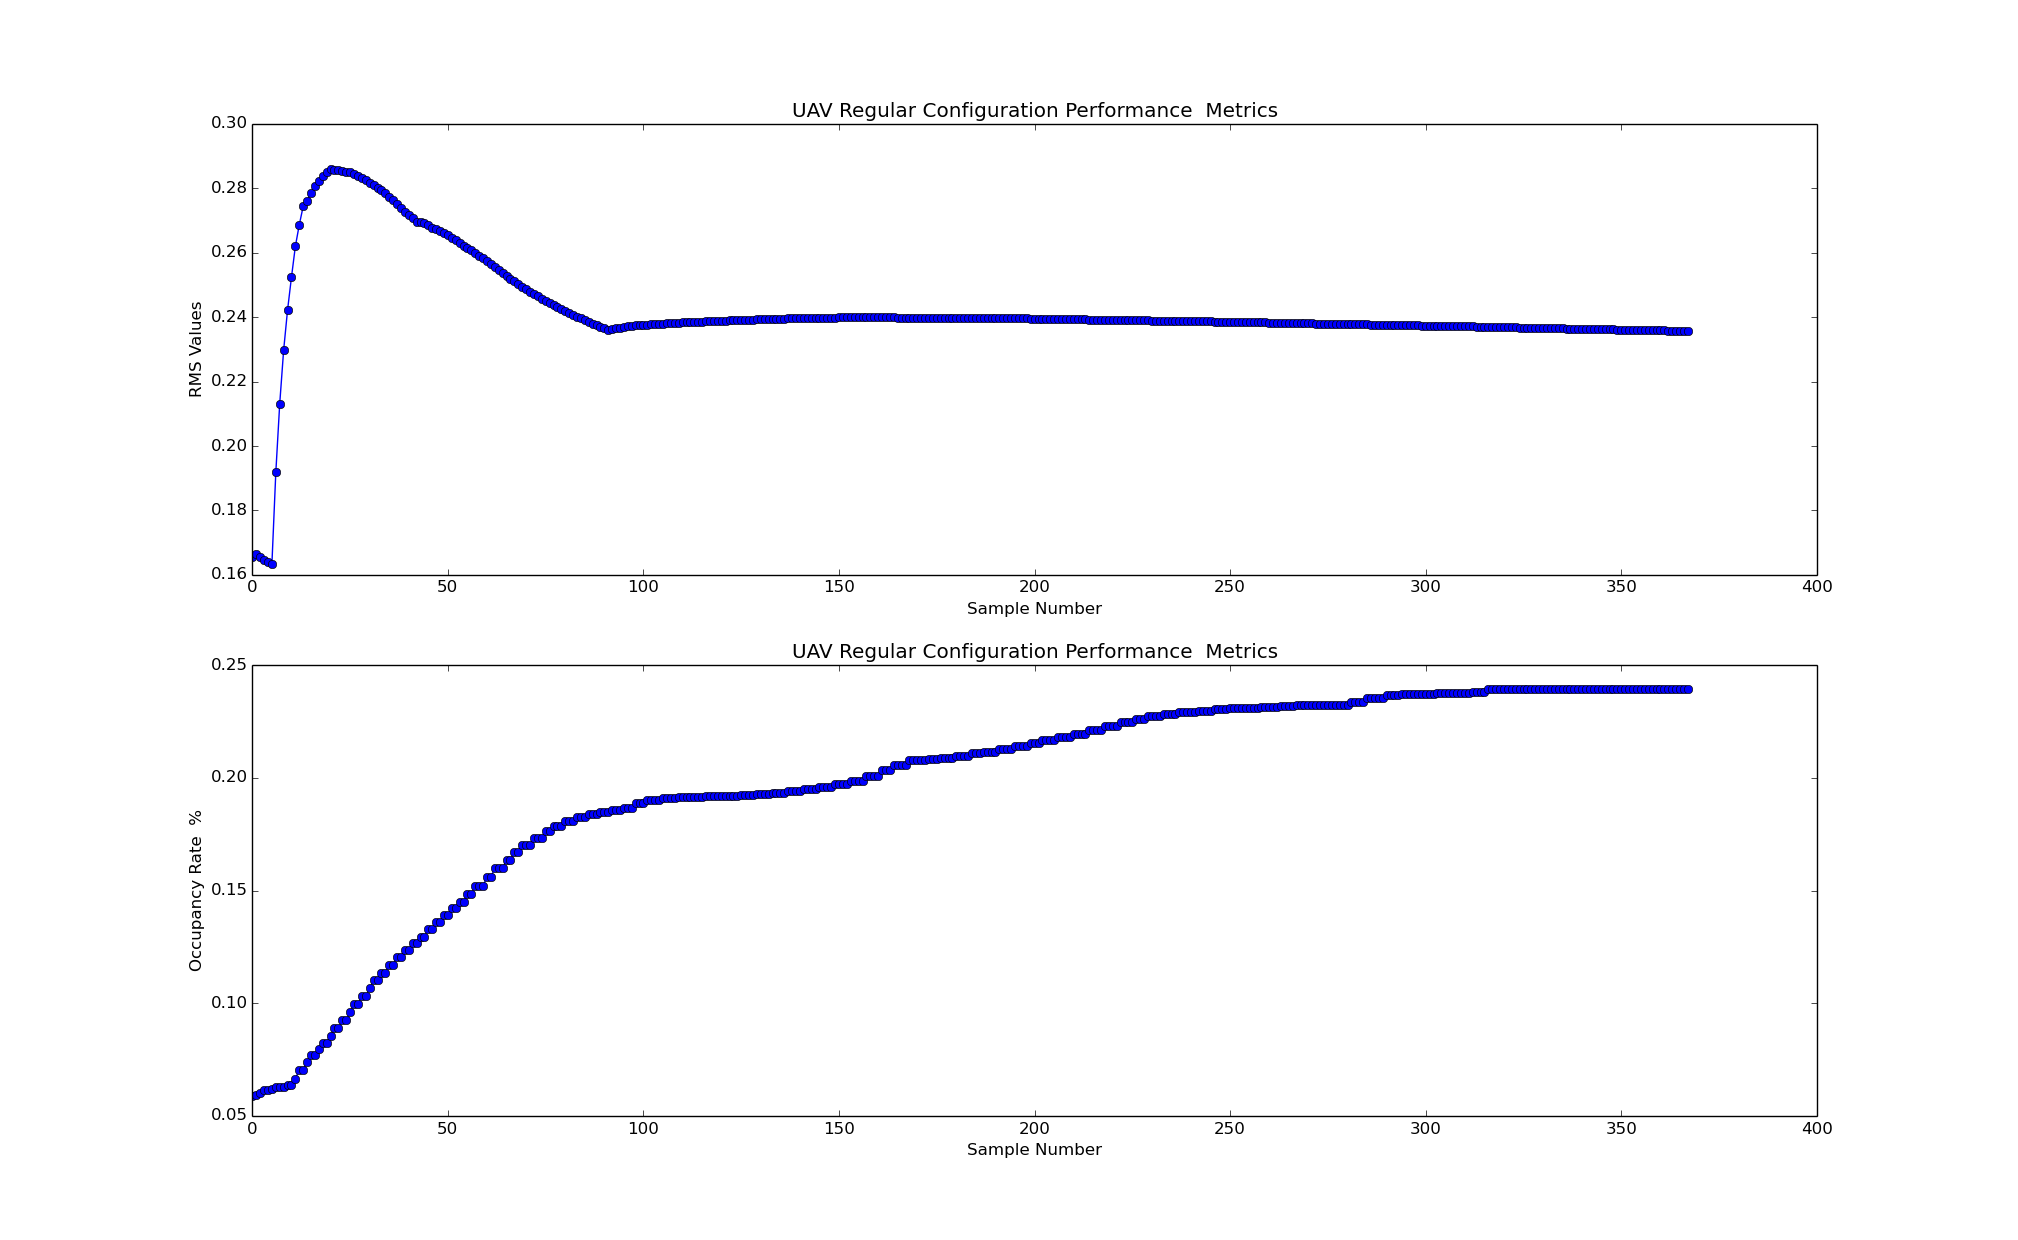 UAV Regular Configuration Performance  Metrics
0.30
0.28
0.26
0.24
0.22
0.20
0.18
0.16
RMS Values
0 50 100 150 200 250 300 350 400
Sample Number
UAV Regular Configuration Performance  Metrics
0.25
0.20
0.15
0.10
0.05
Occupancy Rate  %
0 50 100 150 200 250 300 350 400
Sample Number